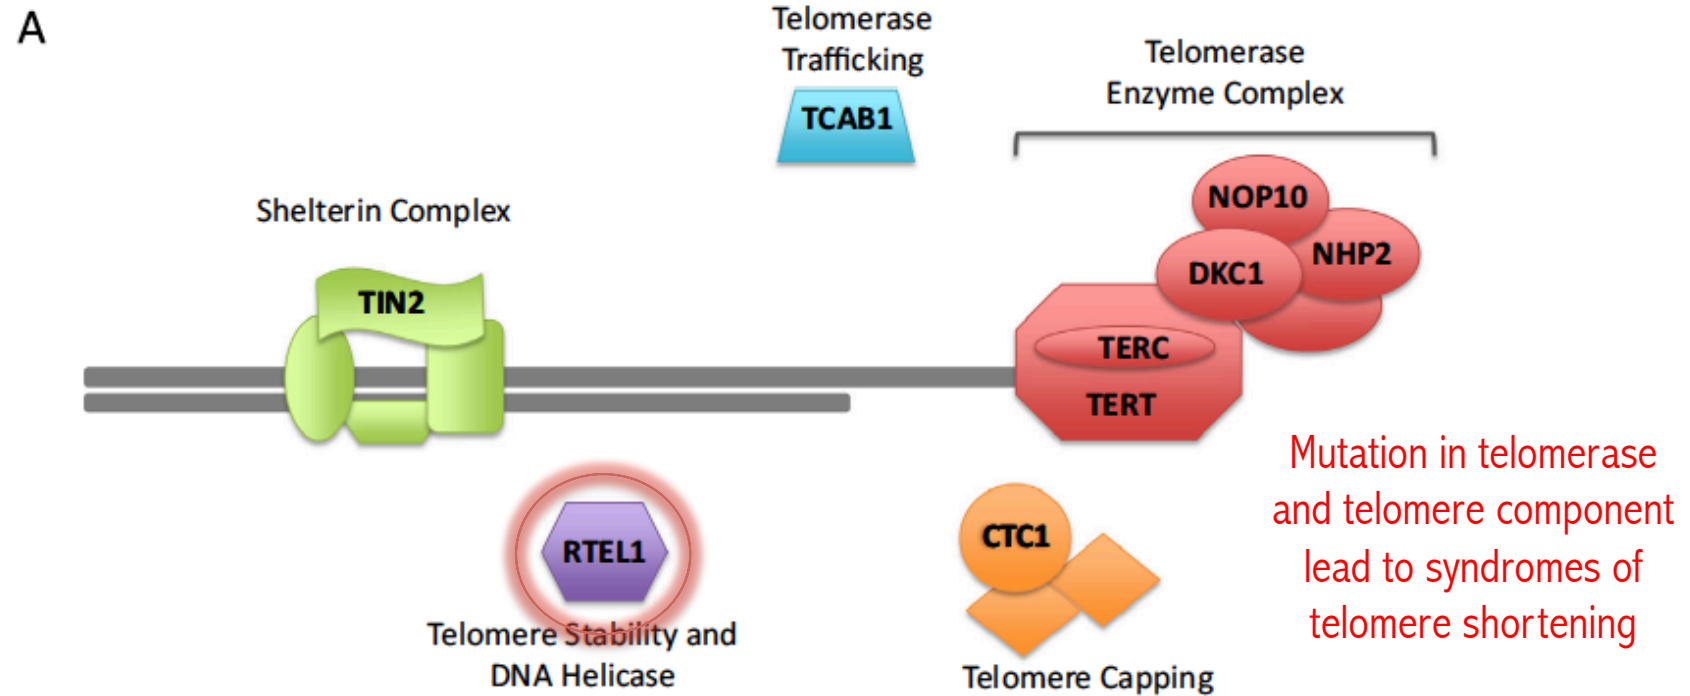 A
Telomerase
Trafficking
TCAB1
Telomerase
Enzyme Complex
NOP10
NHP2
DKC1
Shelterin Complex
TIN2
TERC
TERT
Mutation in telomerase
and telomere component
lead to syndromes of
telomere shortening
RTEL1
Telomere Stability and
DNA Helicase
CTC1
Telomere Capping